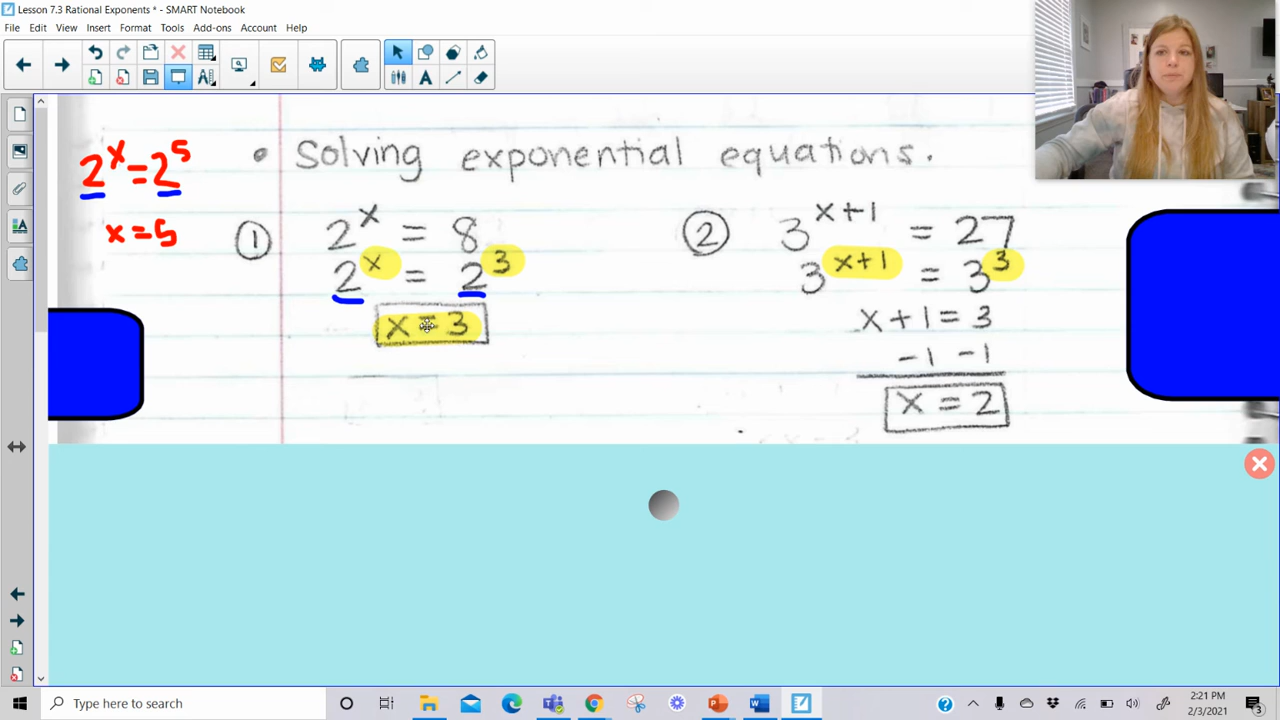 Lesson 7.3 Rational Exponents * - SMART Notebook
File Edit View Insert Format Tools Add-ons Account Help
2^x = 2^5
x = 5
• Solving exponential equations.
① 2^x = 8
2^x = 2^3
x = 3
② 3^{x+1} = 27
3^{x+1} = 3^3
x + 1 = 3
-1 -1
x = 2
Type here to search
2:21 PM
2/3/2021
3